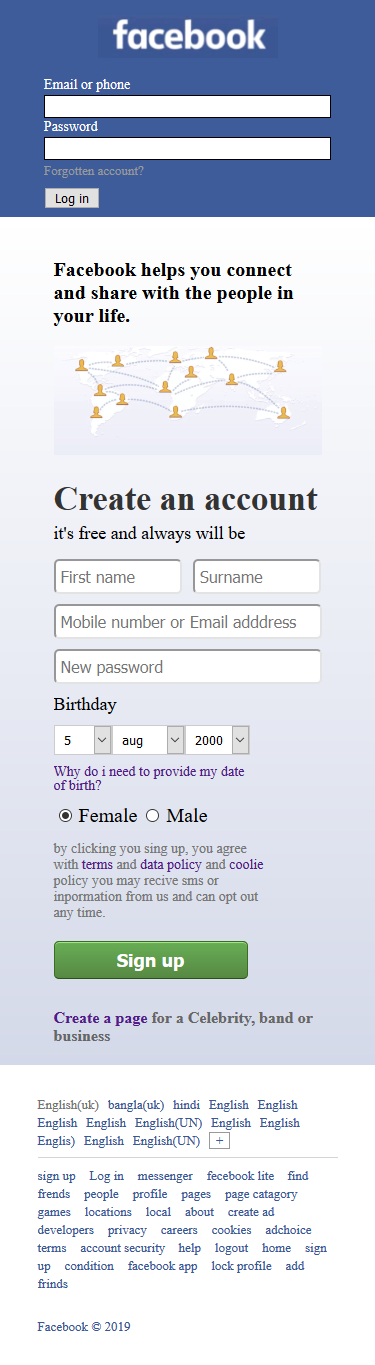 facebook
Email or phone
Password
Forgotten account?
Log in
Facebook helps you connect
and share with the people in
your life.
Create an account
it's free and always will be
First name Surname
Mobile number or Email adddress
New password
Birthday
5 aug 2000
Why do i need to provide my date
of birth?
Female Male
by clicking you sing up, you agree
with terms and data policy and coolie
policy you may recive sms or
inpormation from us and can opt out
any time.
Sign up
Create a page for a Celebrity, band or
business
English(uk) bangla(uk) hindi English English
English English English(UN) English English
Englis) English English(UN) +
sign up Log in messenger fecebook lite find
frends people profile pages page catagory
games locations local about create ad
developers privacy careers cookies adchoice
terms account security help logout home sign
up condition facebook app lock profile add
frinds
Facebook © 2019